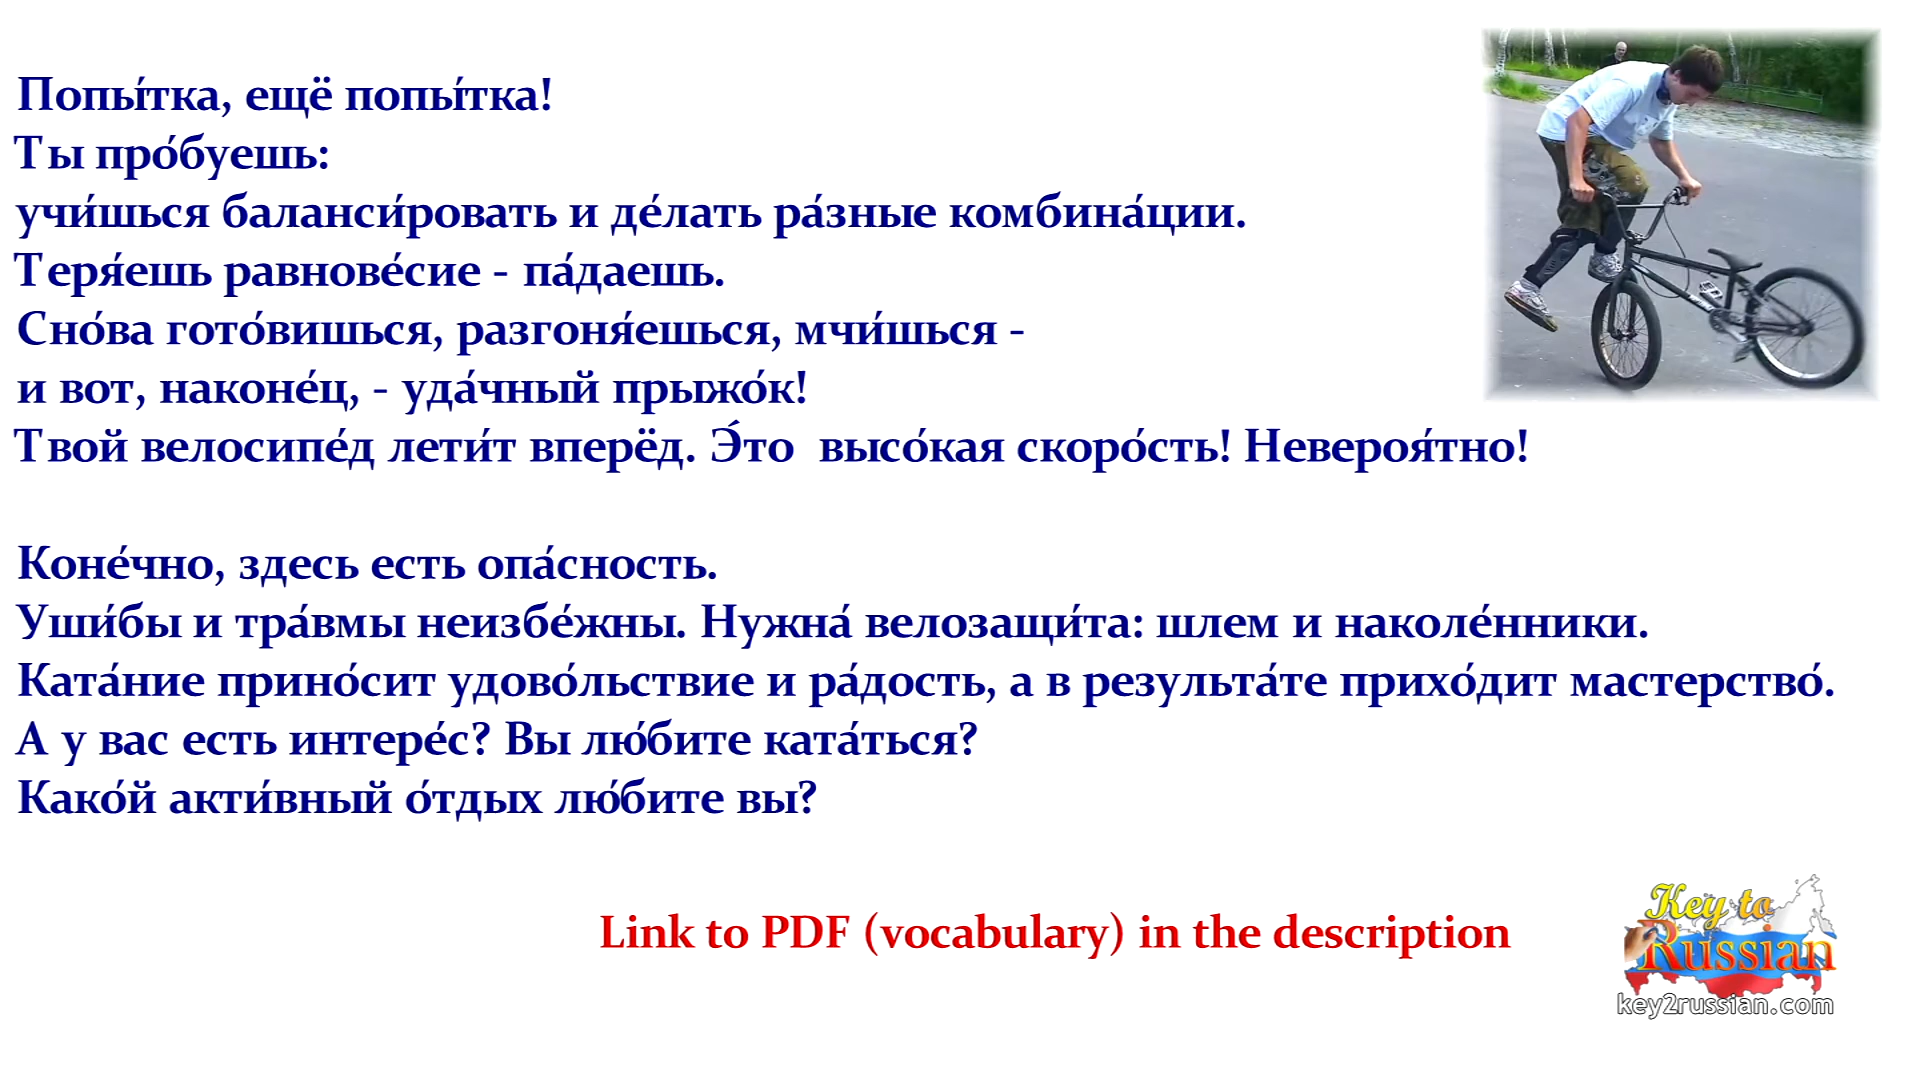 Попы́тка, ещё попы́тка!
Ты про́буешь:
учи́шься баланси́ровать и де́лать ра́зные комбина́ции.
Теря́ешь равнове́сие - па́даешь.
Сно́ва гото́вишься, разгоня́ешься, мчи́шься -
и вот, наконе́ц, - уда́чный прыжо́к!
Твой велосипе́д лети́т вперёд. Э́то  высо́кая скоро́сть! Невероя́тно!
Коне́чно, здесь есть опа́сность.
Уши́бы и тра́вмы неизбе́жны. Нужна́ велозащи́та: шлем и наколе́нники.
Ката́ние прино́сит удово́льствие и ра́дость, а в результа́те прихо́дит мастерство́.
А у вас есть интере́с? Вы лю́бите ката́ться?
Како́й акти́вный о́тдых лю́бите вы?
Link to PDF (vocabulary) in the description
Key to
Russian
key2russian.com